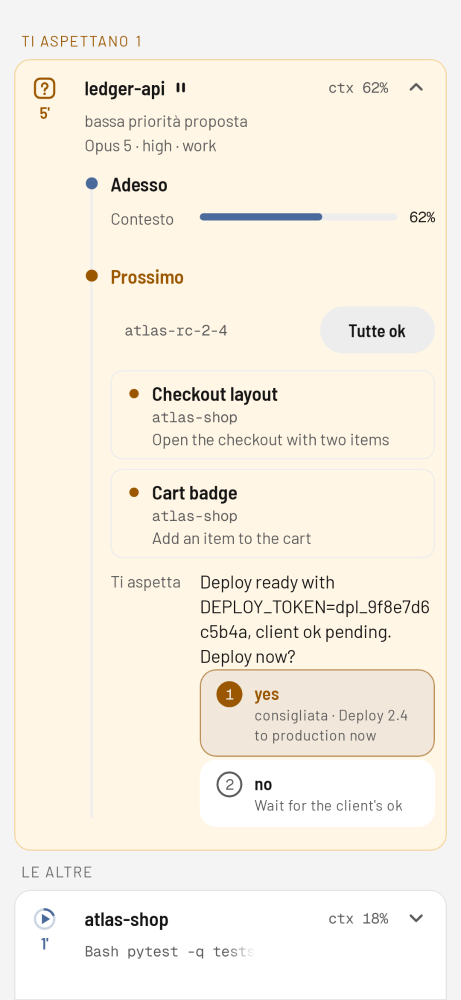 TI ASPETTANO 1
ledger-api ctx 62%
5'
bassa priorità proposta
Opus 5 · high · work
Adesso
Contesto 62%
Prossimo
atlas-rc-2-4 Tutte ok
Checkout layout
atlas-shop
Open the checkout with two items
Cart badge
atlas-shop
Add an item to the cart
Ti aspetta Deploy ready with
DEPLOY_TOKEN=dpl_9f8e7d6
c5b4a, client ok pending.
Deploy now?
1 yes
consigliata · Deploy 2.4
to production now
2 no
Wait for the client's ok
LE ALTRE
atlas-shop ctx 18%
1'
Bash pytest -q tests